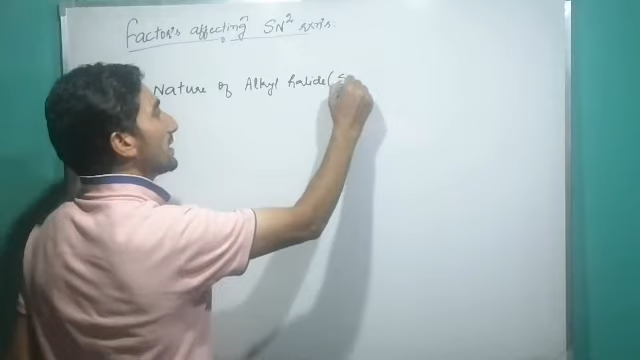 Factors affecting SN² rxns.
Nature of Alkyl halide (S